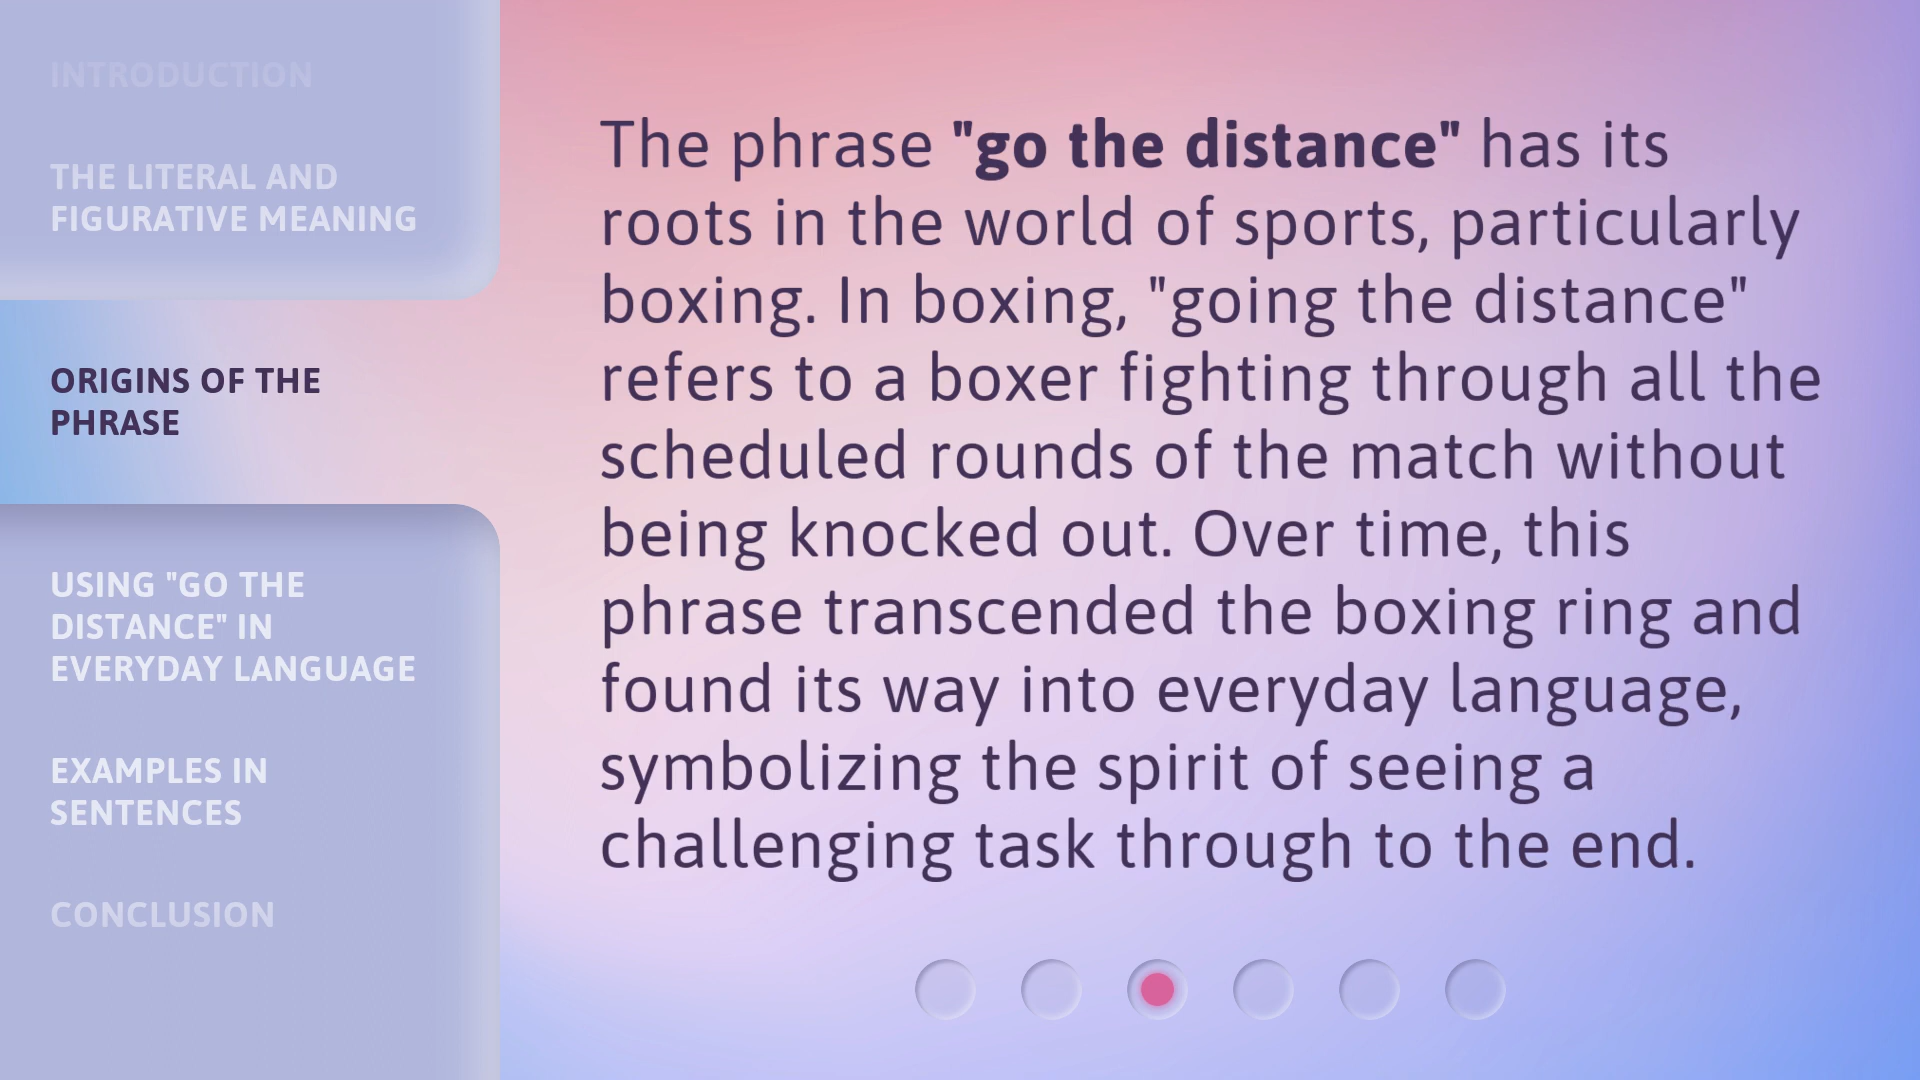 INTRODUCTION
THE LITERAL AND
FIGURATIVE MEANING
ORIGINS OF THE
PHRASE
USING "GO THE
DISTANCE" IN
EVERYDAY LANGUAGE
EXAMPLES IN
SENTENCES
CONCLUSION
The phrase "go the distance" has its
roots in the world of sports, particularly
boxing. In boxing, "going the distance"
refers to a boxer fighting through all the
scheduled rounds of the match without
being knocked out. Over time, this
phrase transcended the boxing ring and
found its way into everyday language,
symbolizing the spirit of seeing a
challenging task through to the end.